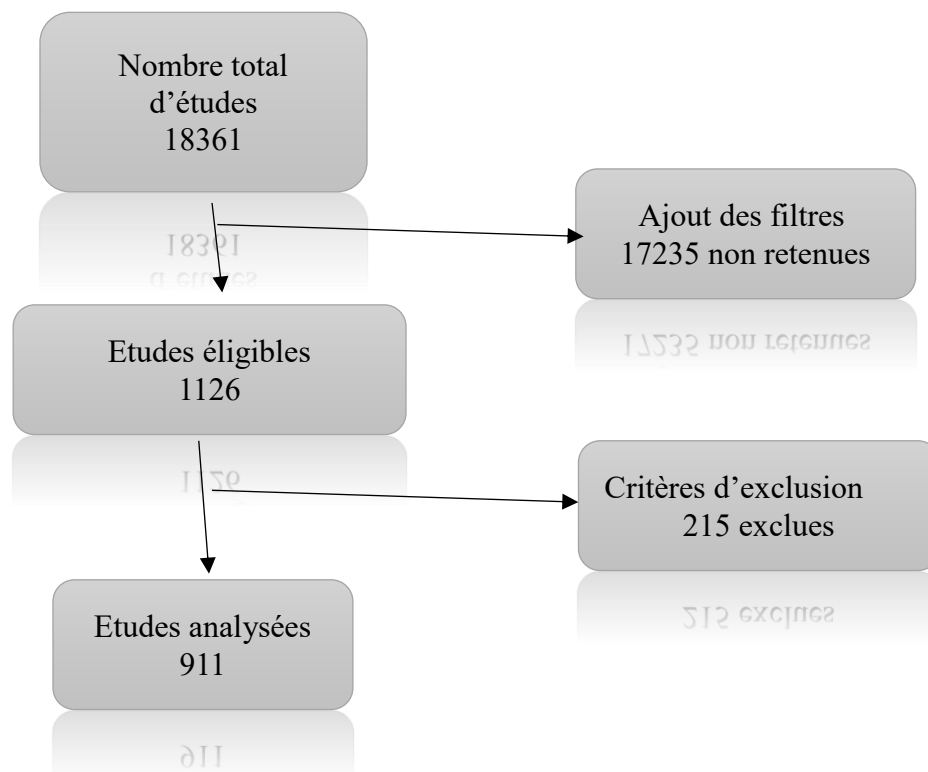 Nombre total
d’études
18361
Ajout des filtres
17235 non retenues
Etudes éligibles
1126
Critères d’exclusion
215 exclues
Etudes analysées
911